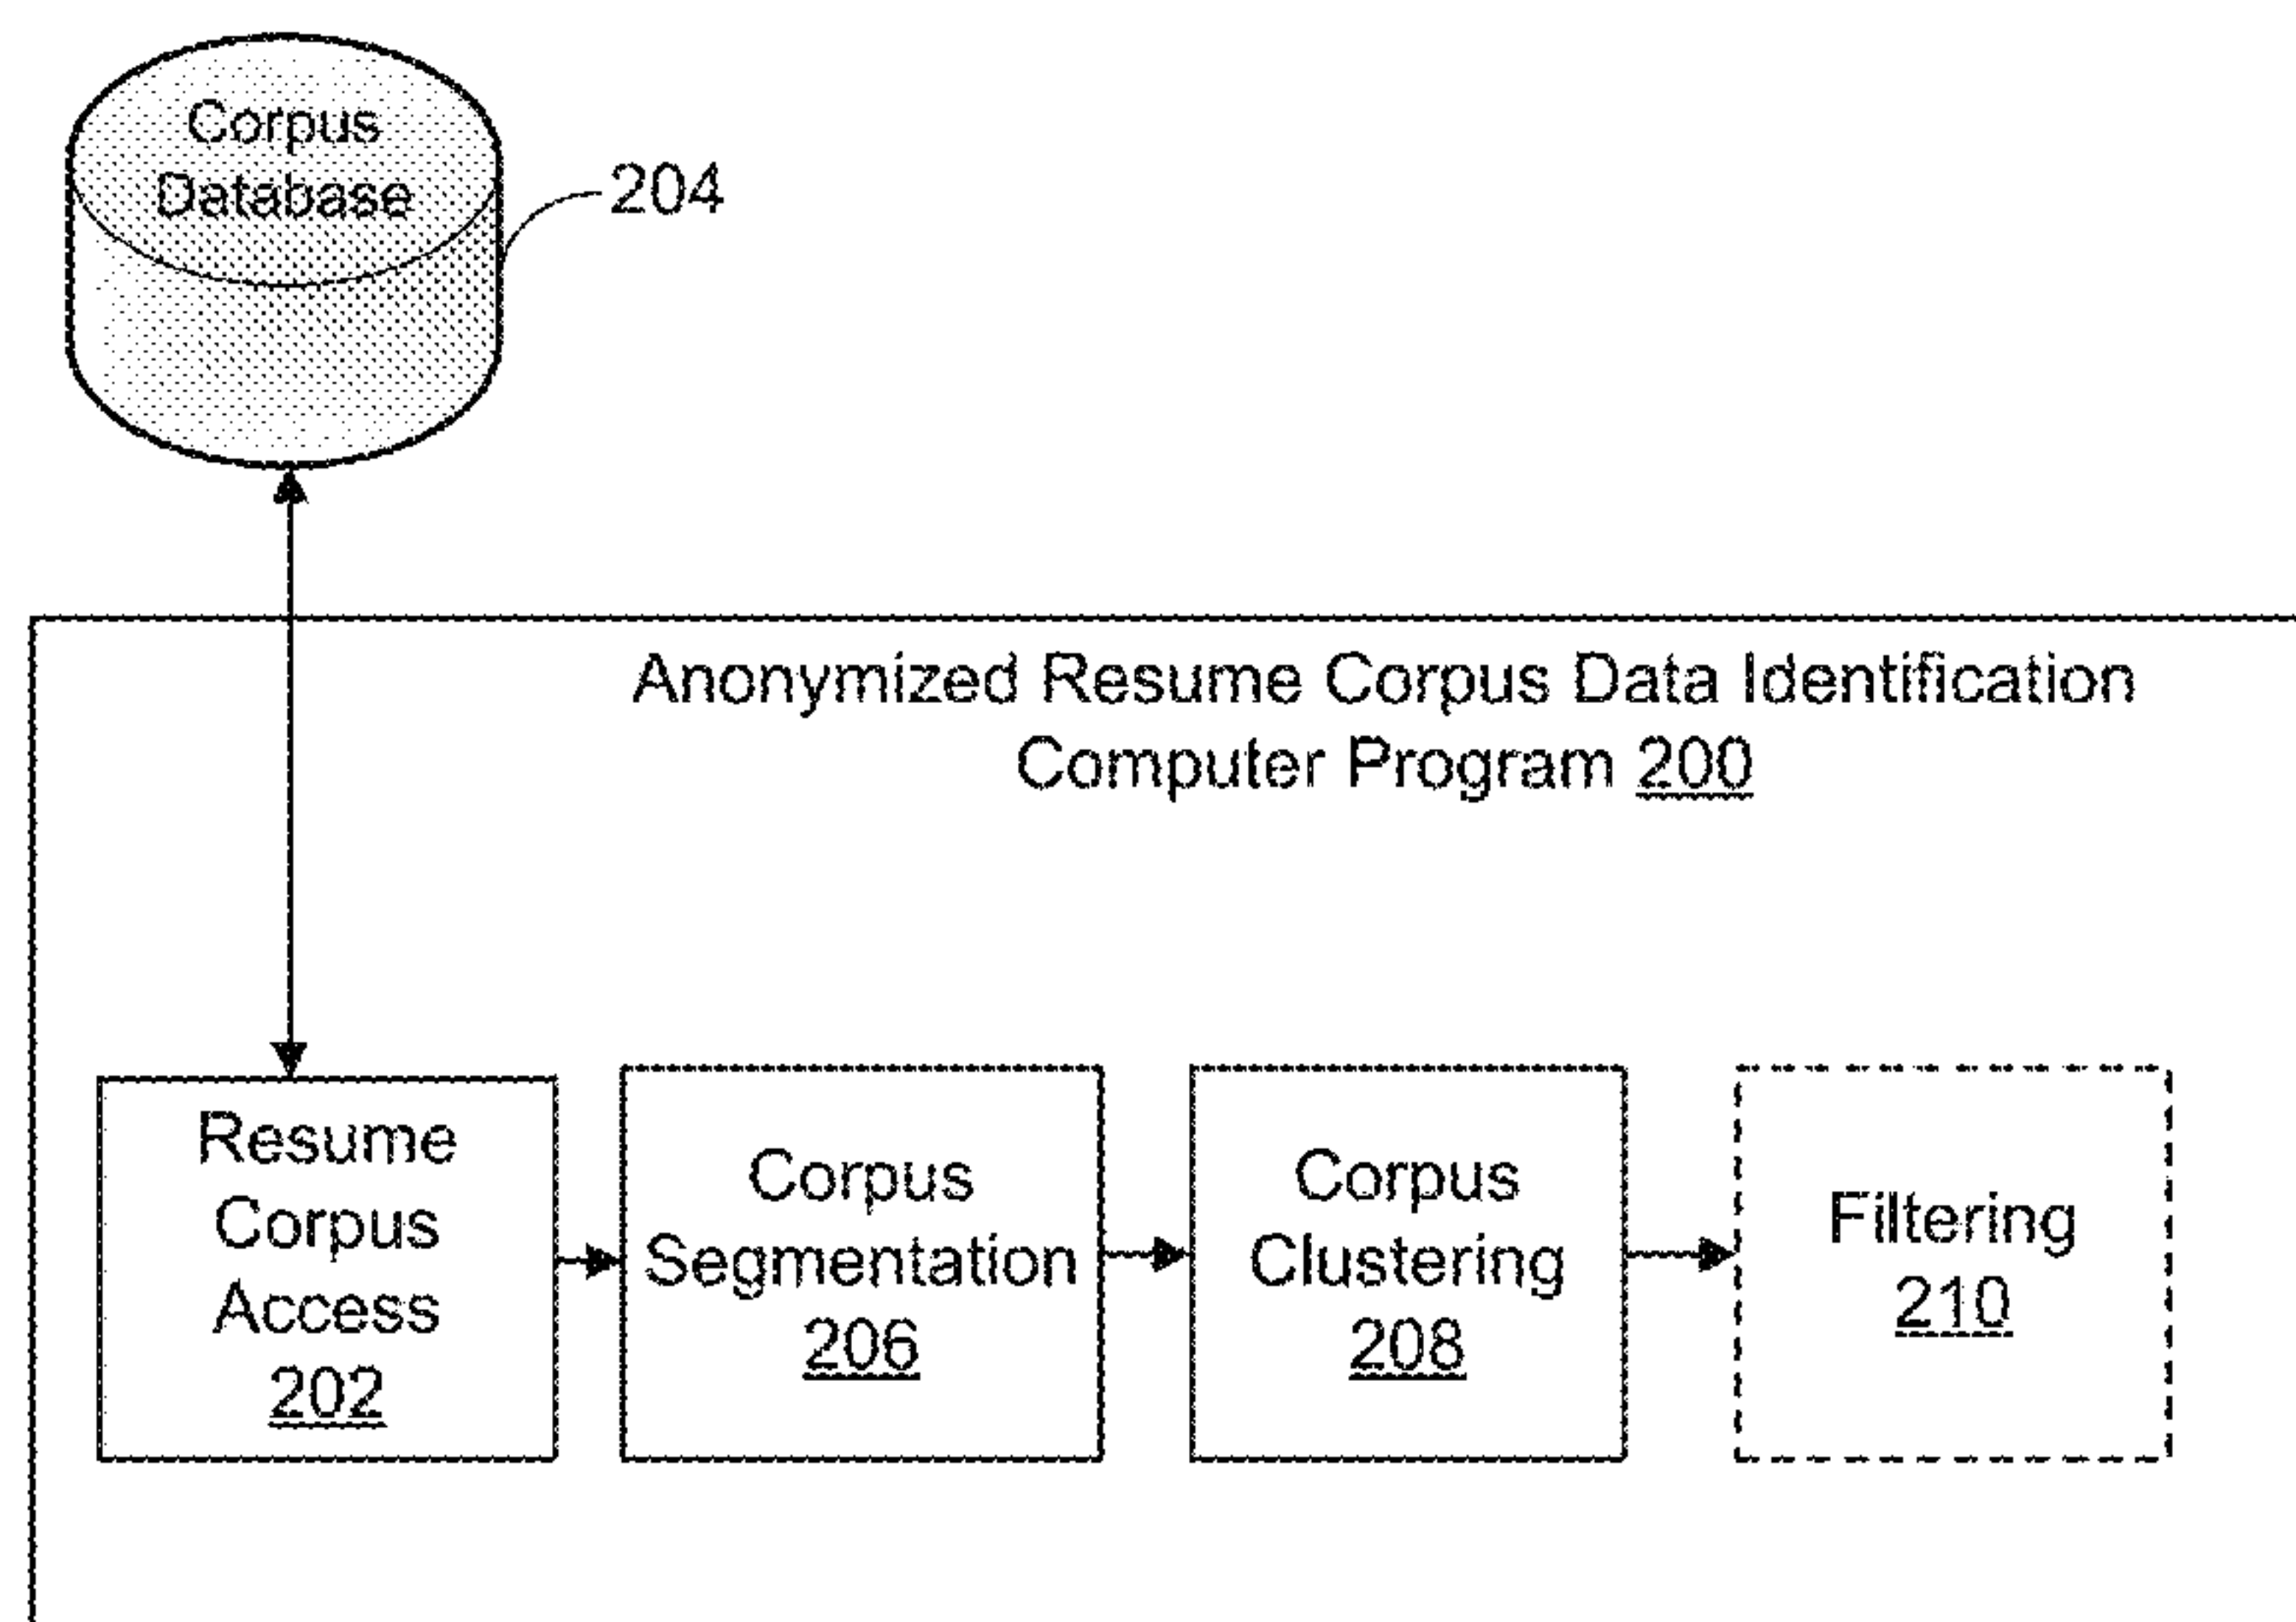 Corpus
Database
204
Anonymized Resume Corpus Data Identification
Computer Program 200
Resume
Corpus
Access
202
Corpus
Segmentation
206
Corpus
Clustering
208
Filtering
210